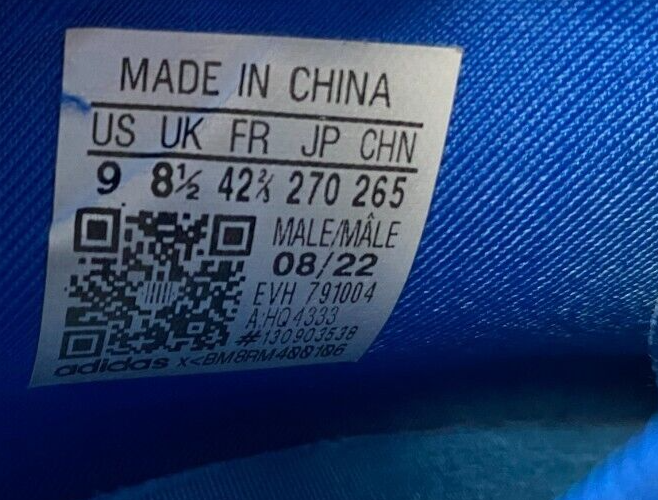 MADE IN CHINA
US UK FR JP CHN
9 8½ 42⅔ 270 265
MALE/MÂLE
08/22
EVH 791004
A:HQ4333
#130903538
adidas X<BM8RM400106